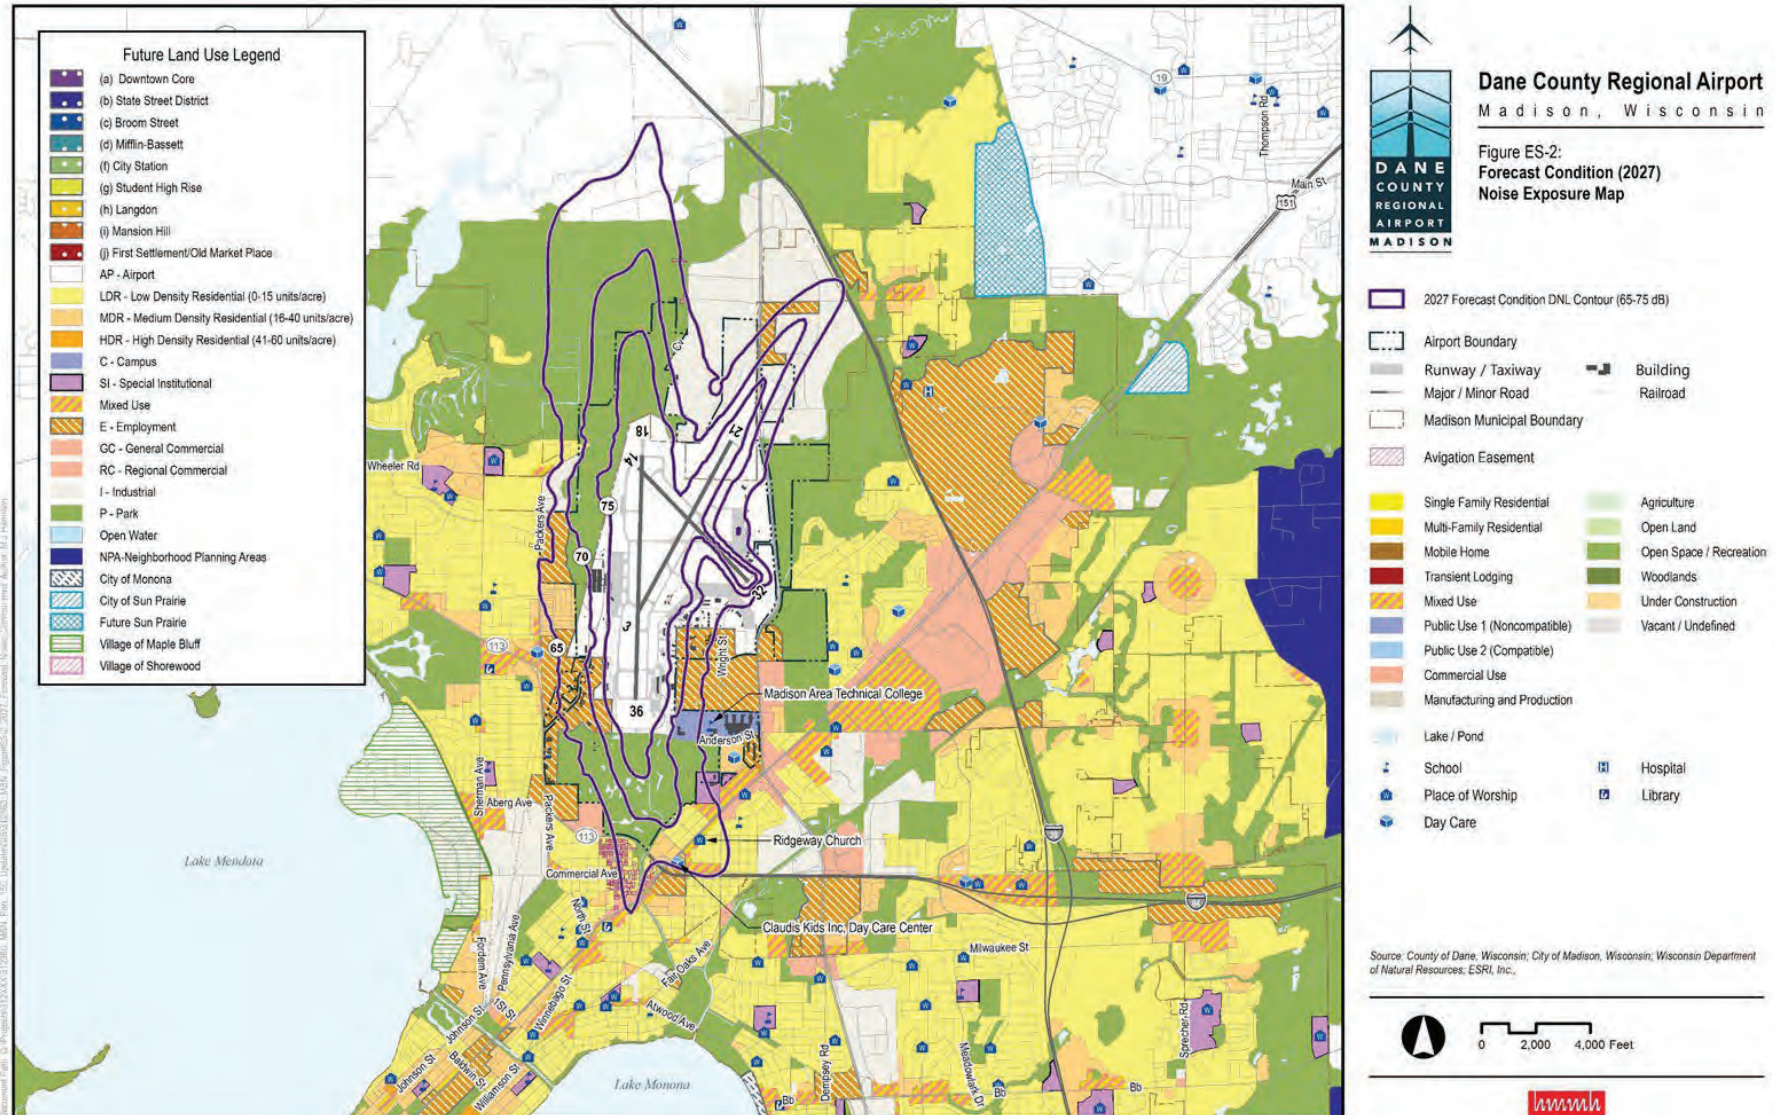 Future Land Use Legend
(a) Downtown Core
(b) State Street District
(c) Broom Street
(d) Mifflin-Bassett
(f) City Station
(g) Student High Rise
(h) Langdon
(i) Mansion Hill
(j) First Settlement/Old Market Place
AP - Airport
LDR - Low Density Residential (0-15 units/acre)
MDR - Medium Density Residential (16-40 units/acre)
HDR - High Density Residential (41-60 units/acre)
C - Campus
SI - Special Institutional
Mixed Use
E - Employment
GC - General Commercial
RC - Regional Commercial
I - Industrial
P - Park
Open Water
NPA-Neighborhood Planning Areas
City of Monona
City of Sun Prairie
Future Sun Prairie
Village of Maple Bluff
Village of Shorewood
19
Thompson Rd
Main St
151
Cv
18
14
21
32
3
36
75
70
65
Wheeler Rd
Packers Ave
113
Wright St
Madison Area Technical College
Anderson St
Sherman Ave
Aberg Ave
Packers Ave
113
Ridgeway Church
Commercial Ave
Claudis Kids Inc, Day Care Center
Lake Mendota
North St
Fordem Ave
Pennsylvania Ave
Milwaukee St
Fair Oaks Ave
Winnebago St
1St St
Johnson St
Atwood Ave
Sprecher Rd
Johnson St
Baldwin St
Williamson St
Lake Monona
Dempsey Rd
Meadowlark Dr
Bb
Bb
Bb
94
DANE
COUNTY
REGIONAL
AIRPORT
MADISON
Dane County Regional Airport
Madison, Wisconsin
Figure ES-2:
Forecast Condition (2027)
Noise Exposure Map
2027 Forecast Condition DNL Contour (65-75 dB)
Airport Boundary
Runway / Taxiway
Building
Major / Minor Road
Railroad
Madison Municipal Boundary
Avigation Easement
Single Family Residential
Agriculture
Multi-Family Residential
Open Land
Mobile Home
Open Space / Recreation
Transient Lodging
Woodlands
Mixed Use
Under Construction
Public Use 1 (Noncompatible)
Vacant / Undefined
Public Use 2 (Compatible)
Commercial Use
Manufacturing and Production
Lake / Pond
School
Hospital
Place of Worship
Library
Day Care
Source: County of Dane, Wisconsin; City of Madison, Wisconsin; Wisconsin Department
of Natural Resources; ESRI, Inc.,
0 2,000 4,000 Feet
hmmh